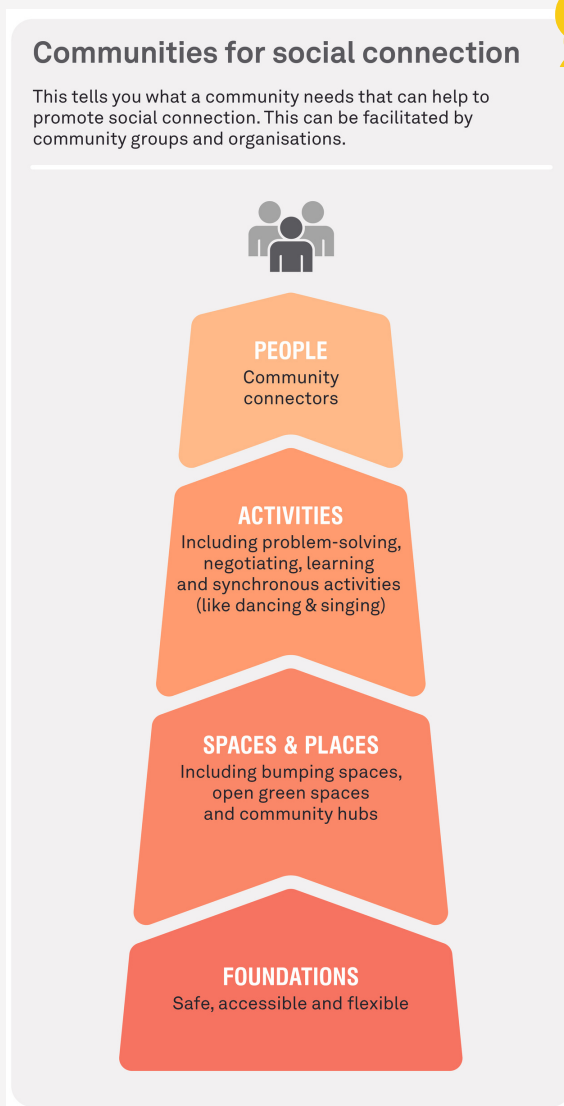 Communities for social connection
This tells you what a community needs that can help to
promote social connection. This can be facilitated by
community groups and organisations.
PEOPLE
Community
connectors
ACTIVITIES
Including problem-solving,
negotiating, learning
and synchronous activities
(like dancing & singing)
SPACES & PLACES
Including bumping spaces,
open green spaces
and community hubs
FOUNDATIONS
Safe, accessible and flexible